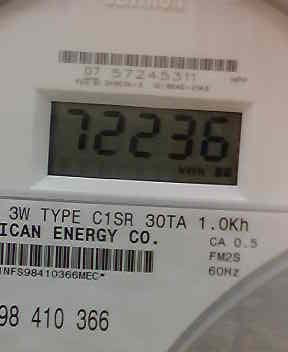 07 57245311
72236
kWh
3W TYPE C1SR 30TA 1.0Kh
ICAN ENERGY CO.
CA 0.5
FM2S
60Hz
INFS98410366MEC*
98 410 366